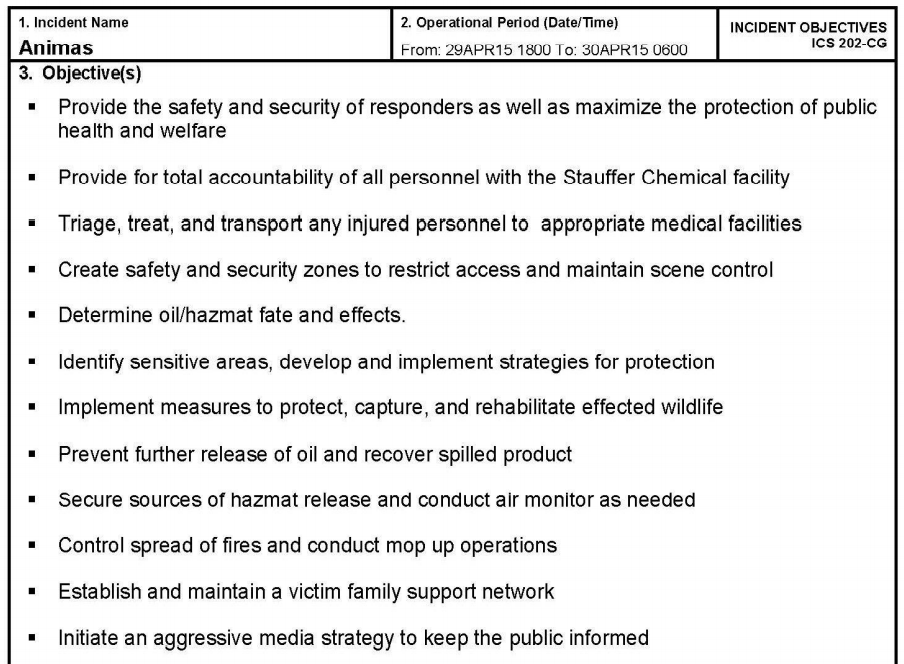 1. Incident Name
Animas
2. Operational Period (Date/Time)
From: 29APR15 1800 To: 30APR15 0600
INCIDENT OBJECTIVES
ICS 202-CG
3. Objective(s)
▪ Provide the safety and security of responders as well as maximize the protection of public
health and welfare
▪ Provide for total accountability of all personnel with the Stauffer Chemical facility
▪ Triage, treat, and transport any injured personnel to appropriate medical facilities
▪ Create safety and security zones to restrict access and maintain scene control
▪ Determine oil/hazmat fate and effects.
▪ Identify sensitive areas, develop and implement strategies for protection
▪ Implement measures to protect, capture, and rehabilitate effected wildlife
▪ Prevent further release of oil and recover spilled product
▪ Secure sources of hazmat release and conduct air monitor as needed
▪ Control spread of fires and conduct mop up operations
▪ Establish and maintain a victim family support network
▪ Initiate an aggressive media strategy to keep the public informed